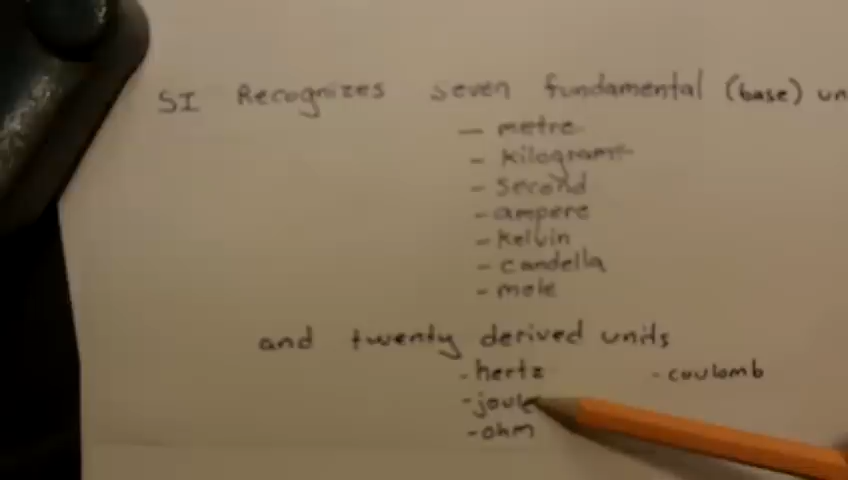 SI Recognizes seven fundamental (base) un
- metre
- kilogram
- second
- ampere
- kelvin
- candella
- mele
and twenty derived units
- hertz - coulomb
- joule
- ohm